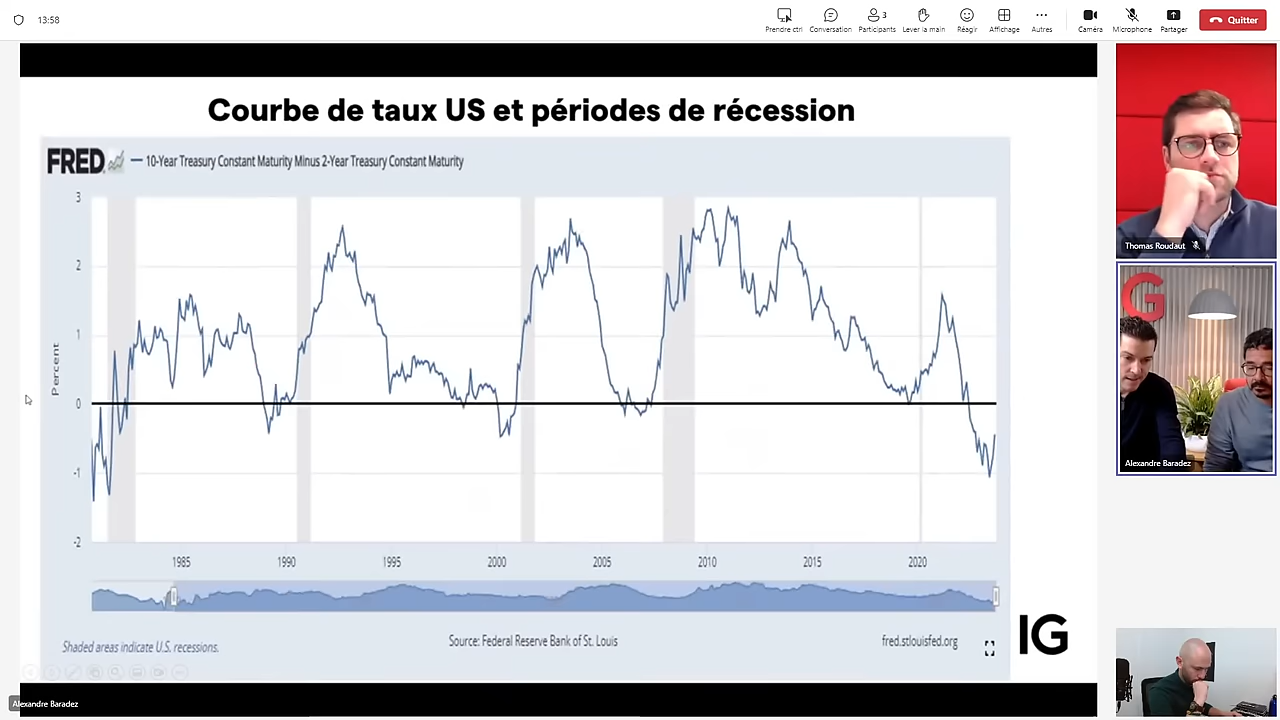 13:58
Prendre ctrl
Conversation
3
Participants
Lever la main
Réagir
Affichage
Autres
Caméra
Microphone
Partager
Quitter
Courbe de taux US et périodes de récession
FRED 10-Year Treasury Constant Maturity Minus 2-Year Treasury Constant Maturity
3
2
1
0
-1
-2
Percent
1985 1990 1995 2000 2005 2010 2015 2020
Shaded areas indicate U.S. recessions.
Source: Federal Reserve Bank of St. Louis
fred.stlouisfed.org
IG
Alexandre Baradez
Thomas Roudaut
G
Alexandre Baradez